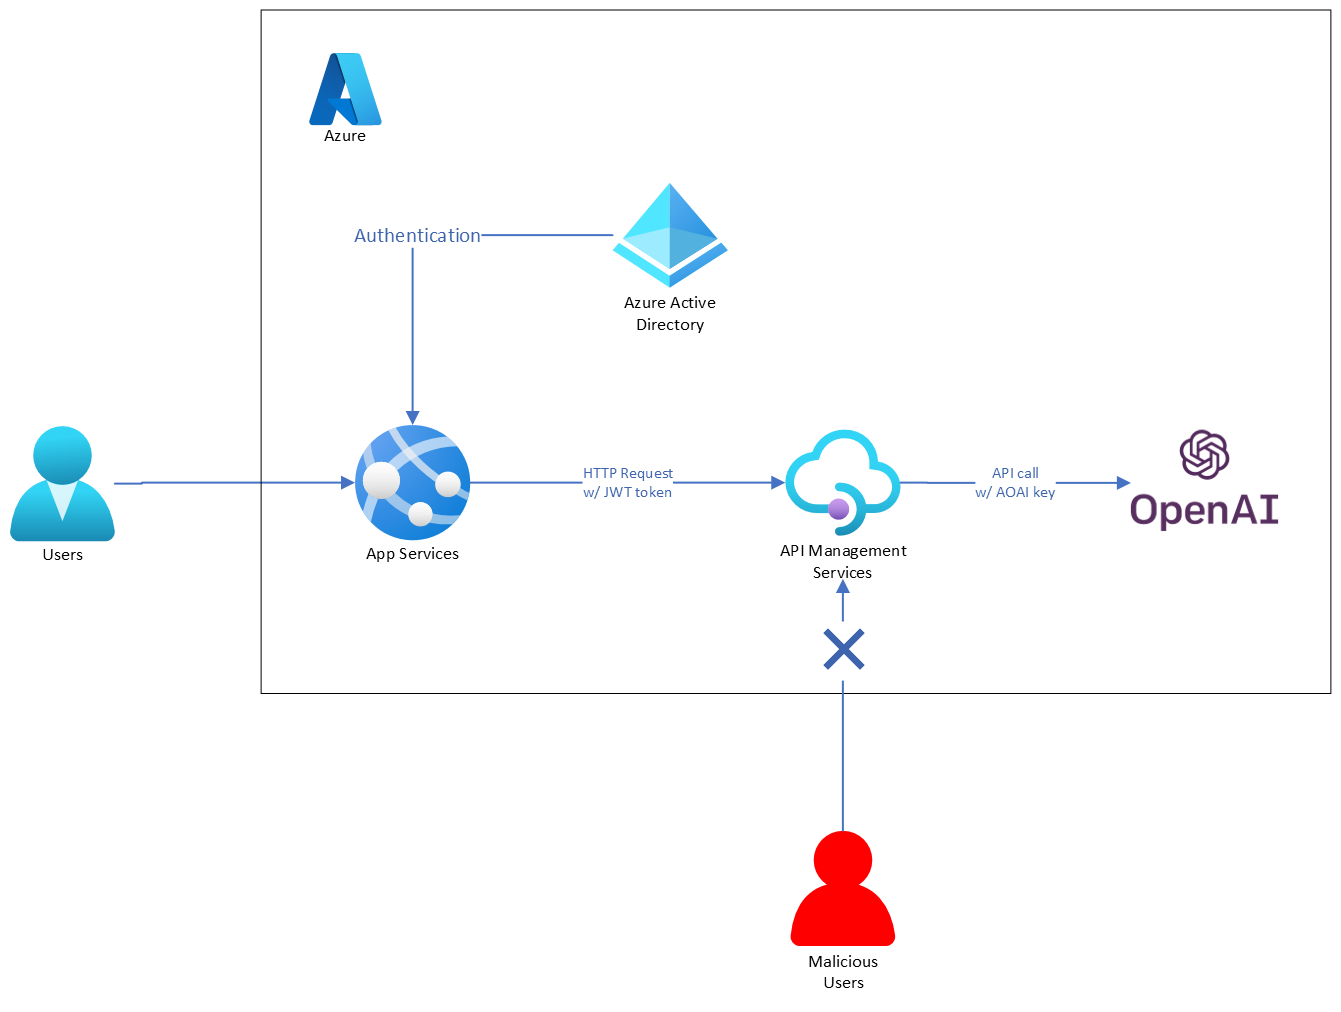 Azure
Authentication
Azure Active
Directory
Users
App Services
HTTP Request
w/ JWT token
API Management
Services
API call
w/ AOAI key
OpenAI
Malicious
Users